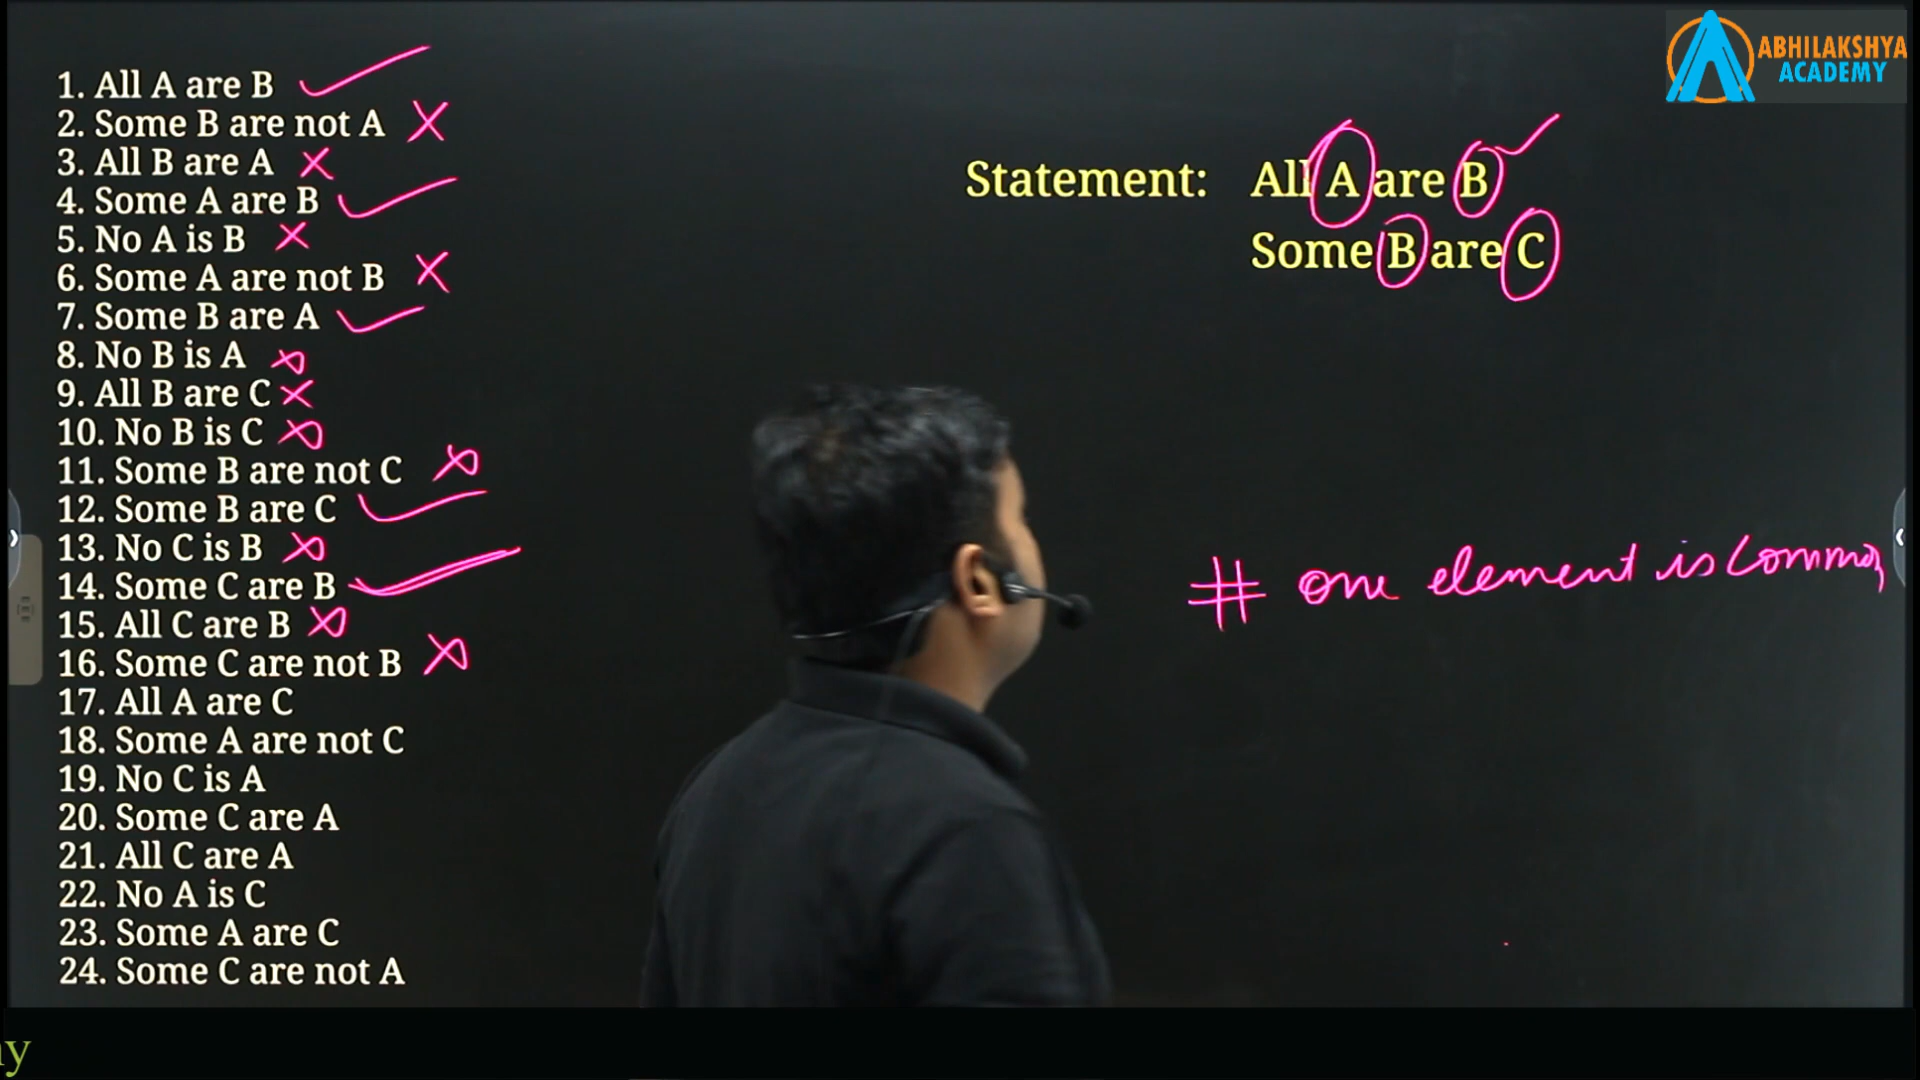 1. All A are B
2. Some B are not A
3. All B are A
4. Some A are B
5. No A is B
6. Some A are not B
7. Some B are A
8. No B is A
9. All B are C
10. No B is C
11. Some B are not C
12. Some B are C
13. No C is B
14. Some C are B
15. All C are B
16. Some C are not B
17. All A are C
18. Some A are not C
19. No C is A
20. Some C are A
21. All C are A
22. No A is C
23. Some A are C
24. Some C are not A
ABHILAKSHYA
ACADEMY
Statement: All A are B
Some B are C
# one element is common